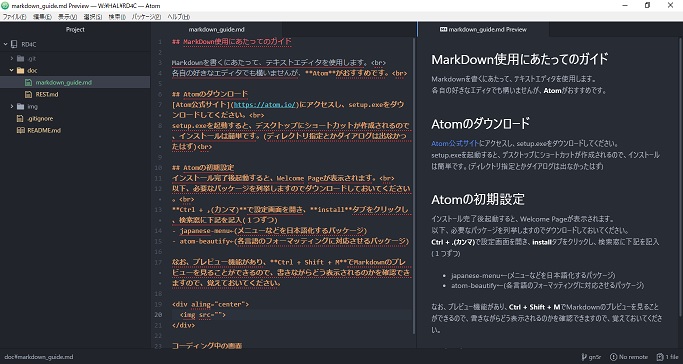 markdown_guide.md Preview — W:¥HAL¥RD4C — Atom
ファイル(F) 編集(E) 表示(V) 選択(S) 検索(I) パッケージ(P) ヘルプ(H)
Project
RD4C
.git
doc
markdown_guide.md
REST.md
img
.gitignore
README.md
markdown_guide.md
1 ## MarkDown使用にあたってのガイド
2
3 Markdownを書くにあたって、テキストエディタを使用します。<br>
4 各自の好きなエディタでも構いませんが、**Atom**がおすすめです。<br>
5
6 ## Atomのダウンロード
7 [Atom公式サイト](https://atom.io/)にアクセスし、setup.exeをダウ
ンロードしてください。<br>
8 setup.exeを起動すると、デスクトップにショートカットが作成されるので
、インストールは簡単です。(ディレクトリ指定とかダイアログは出なかっ
たはず)<br>
9
10 ## Atomの初期設定
11 インストール完了後起動すると、Welcome Pageが表示されます。<br>
12 以下、必要なパッケージを列挙しますのでダウンロードしておいてください
。<br>
13 **Ctrl + ,(カンマ)**で設定画面を開き、**install**タブをクリックし
、検索窓に下記を記入(１つずつ)
14 - japanese-menu←(メニューなどを日本語化するパッケージ)
15 - atom-beautify←(各言語のフォーマッティングに対応させるパッケージ)
16
17 なお、プレビュー機能があり、**Ctrl + Shift + M**でMarkdownのプレ
ビューを見ることができるので、書きながらどう表示されるのかを確認でき
ますので、覚えておいてください。
18
19 <div aling="center">
20 <img src="">
21 </div>
22
コーディング中の画面
markdown_guide.md Preview
MarkDown使用にあたってのガイド
Markdownを書くにあたって、テキストエディタを使用します。
各自の好きなエディタでも構いませんが、Atomがおすすめです。
Atomのダウンロード
Atom公式サイトにアクセスし、setup.exeをダウンロードしてください。
setup.exeを起動すると、デスクトップにショートカットが作成されるので、インストール
は簡単です。(ディレクトリ指定とかダイアログは出なかったはず)
Atomの初期設定
インストール完了後起動すると、Welcome Pageが表示されます。
以下、必要なパッケージを列挙しますのでダウンロードしておいてください。
Ctrl + ,(カンマ)で設定画面を開き、installタブをクリックし、検索窓に下記を記入
(１つずつ)
japanese-menu←(メニューなどを日本語化するパッケージ)
atom-beautify←(各言語のフォーマッティングに対応させるパッケージ)
なお、プレビュー機能があり、Ctrl + Shift + MでMarkdownのプレビューを見ること
ができるので、書きながらどう表示されるのかを確認できますので、覚えておいてくださ
い。
doc¥markdown_guide.md
gn5r
No remote
1 file